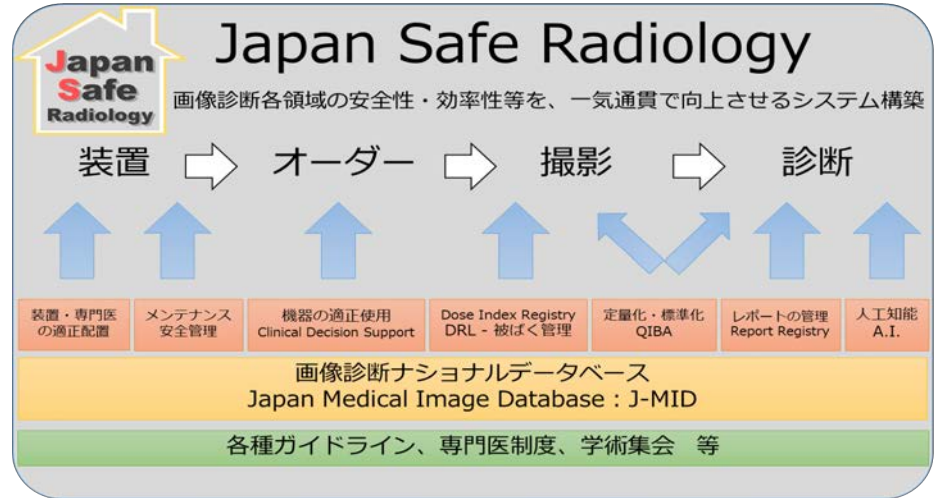 Japan
Safe
Radiology
Japan Safe Radiology
画像診断各領域の安全性・効率性等を、一気通貫で向上させるシステム構築
装置
オーダー
撮影
診断
装置・専門医
の適正配置
メンテナンス
安全管理
機器の適正使用
Clinical Decision Support
Dose Index Registry
DRL - 被ばく管理
定量化・標準化
QIBA
レポートの管理
Report Registry
人工知能
A.I.
画像診断ナショナルデータベース
Japan Medical Image Database : J-MID
各種ガイドライン、専門医制度、学術集会　等